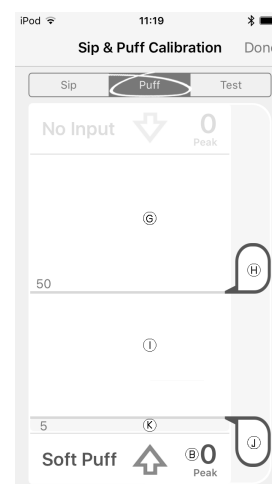 iPod 11:19
Sip & Puff Calibration Done
Sip Puff Test
No Input 0
Peak
G
H
50
I
5 K
J
Soft Puff B 0
Peak